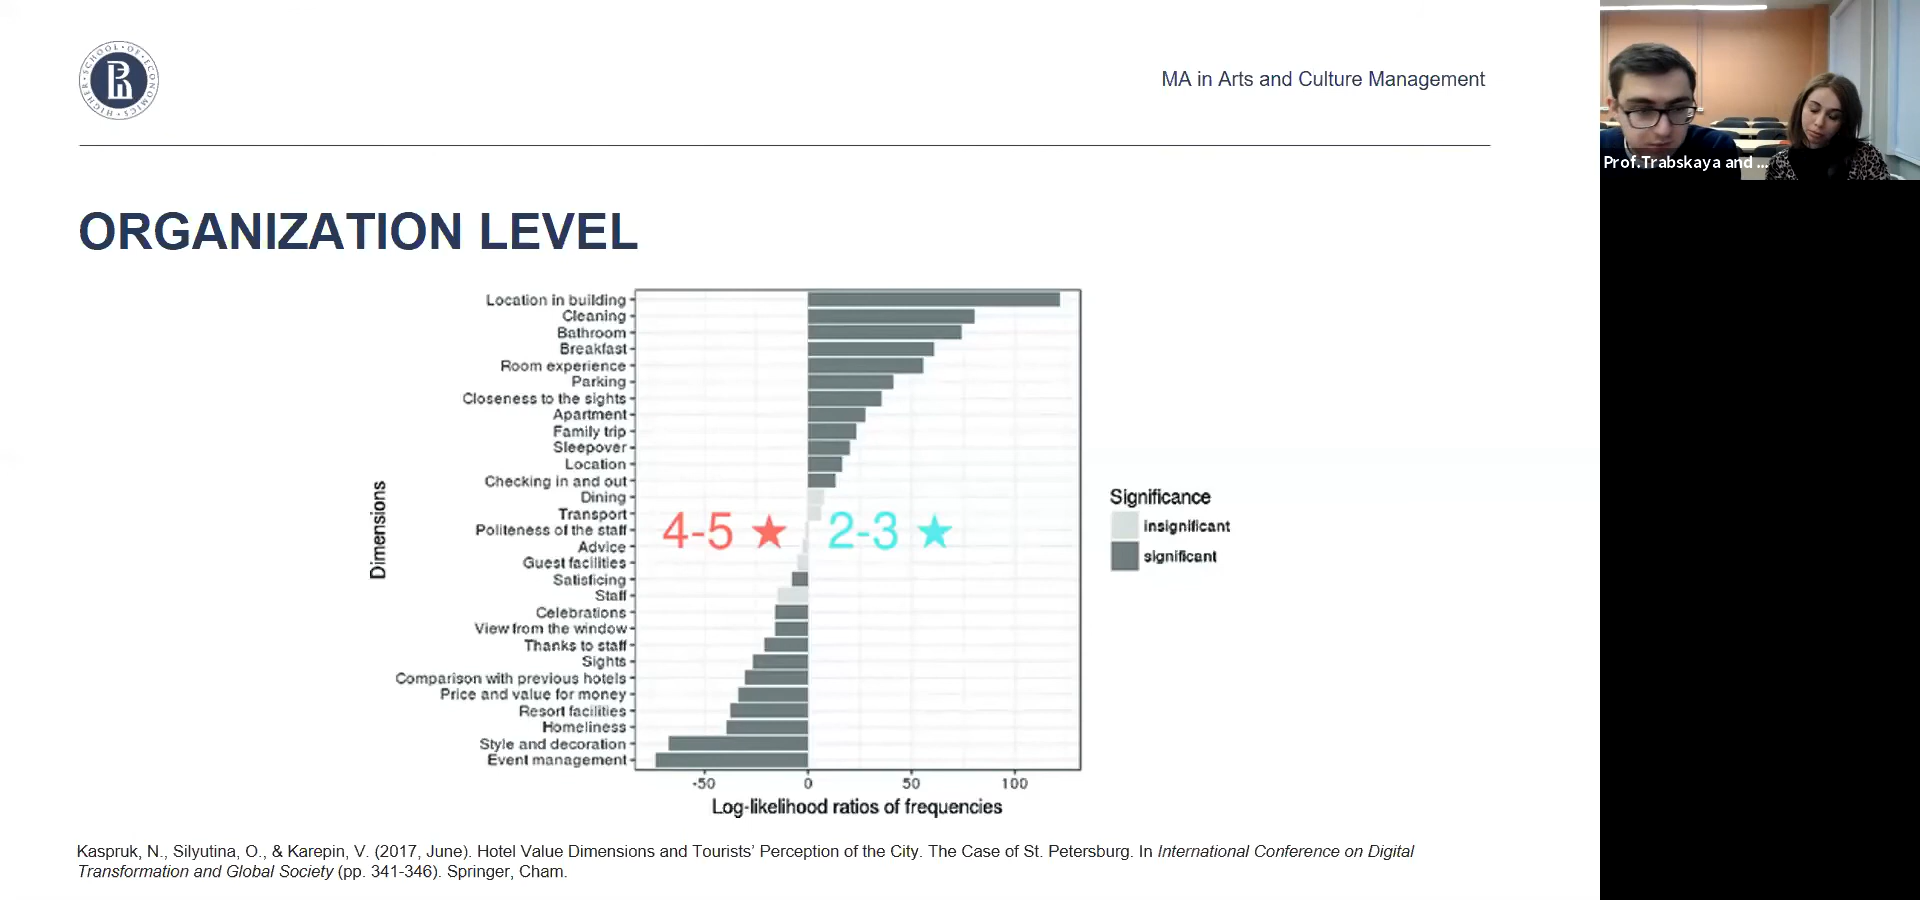 HIGHER · SCHOOL · OF · ECONOMICS ·
MA in Arts and Culture Management
Prof.Trabskaya and ...
ORGANIZATION LEVEL
Location in building
Cleaning
Bathroom
Breakfast
Room experience
Parking
Closeness to the sights
Apartment
Family trip
Sleepover
Location
Checking in and out
Dining
Transport
Politeness of the staff
Advice
Guest facilities
Satisficing
Staff
Celebrations
View from the window
Thanks to staff
Sights
Comparison with previous hotels
Price and value for money
Resort facilities
Homeliness
Style and decoration
Event management
Dimensions
4-5 ★
2-3 ★
-50 0 50 100
Log-likelihood ratios of frequencies
Significance
insignificant
significant
Kaspruk, N., Silyutina, O., & Karepin, V. (2017, June). Hotel Value Dimensions and Tourists’ Perception of the City. The Case of St. Petersburg. In International Conference on Digital
Transformation and Global Society (pp. 341-346). Springer, Cham.